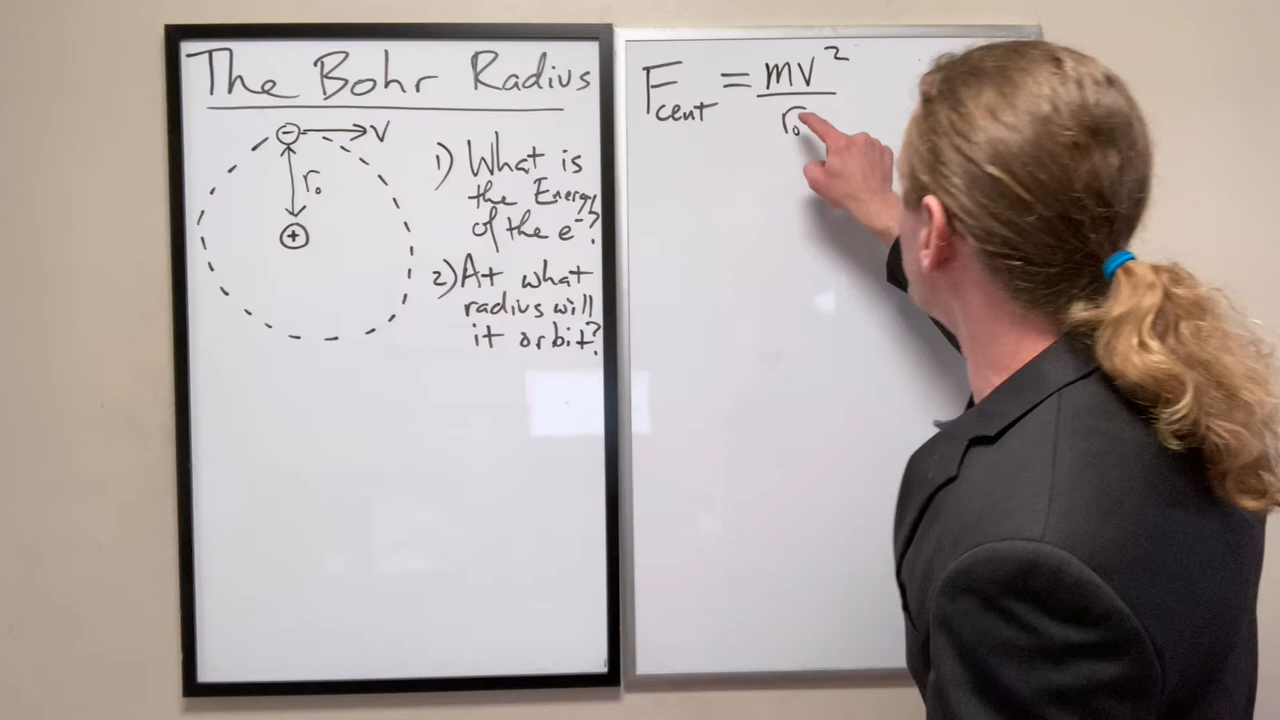 The Bohr Radius
− → v
r₀
+
1) What is
the Energy
of the e⁻?
2) At what
radius will
it orbit?
F_cent = mv² / r₀